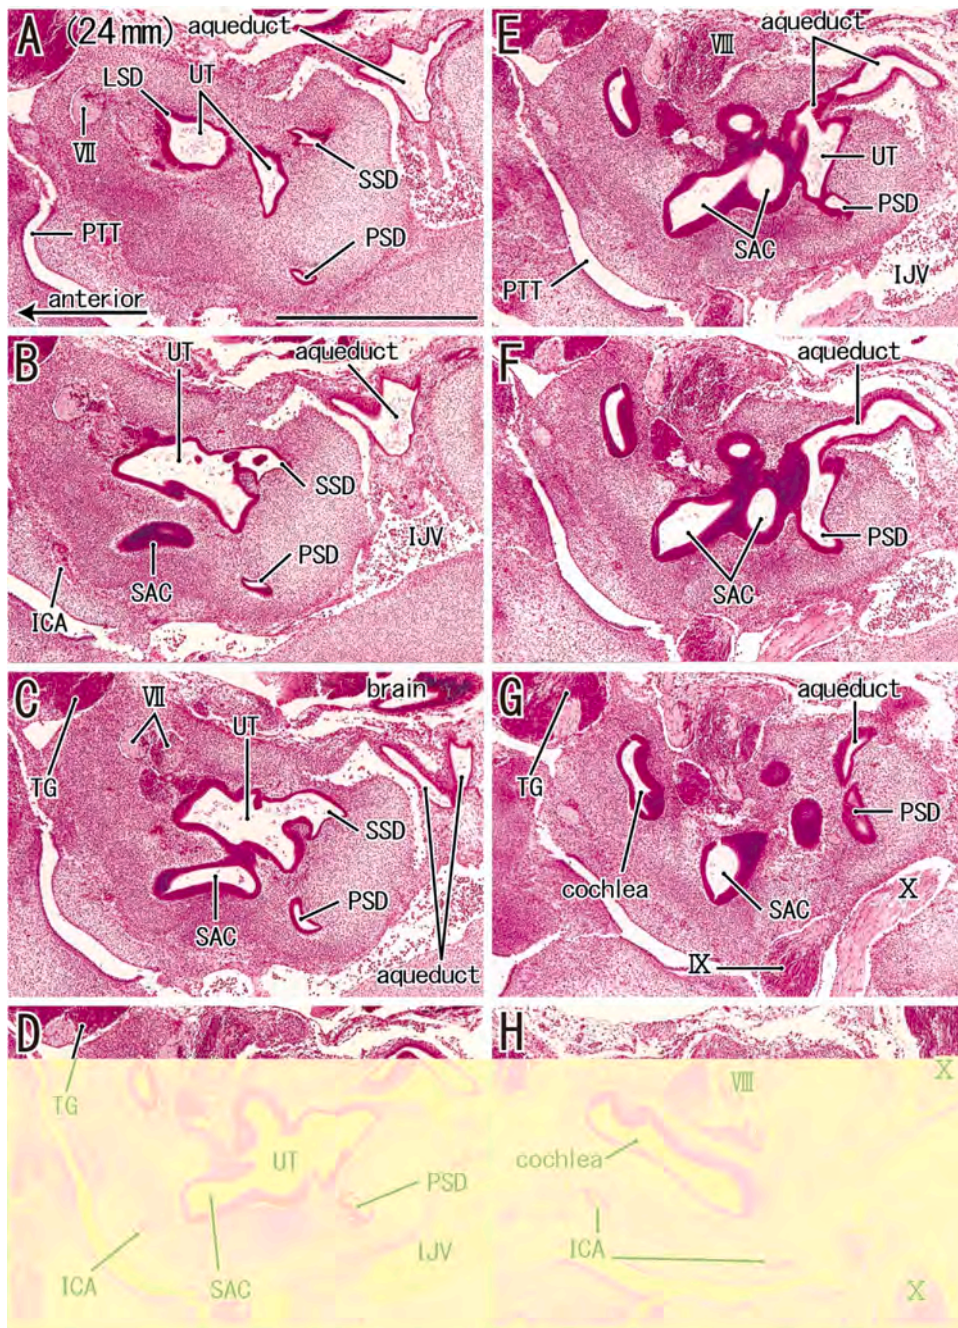 A (24 mm)
aqueduct
LSD
UT
VII
SSD
PTT
PSD
anterior
B
UT
aqueduct
SSD
IJV
PSD
SAC
ICA
C
VII
brain
UT
TG
SSD
PSD
SAC
aqueduct
D
TG
UT
PSD
IJV
ICA
SAC
E
VIII
aqueduct
UT
PSD
SAC
PTT
IJV
F
aqueduct
PSD
SAC
G
aqueduct
TG
PSD
cochlea
SAC
X
IX
H
VIII
X
cochlea
ICA
X